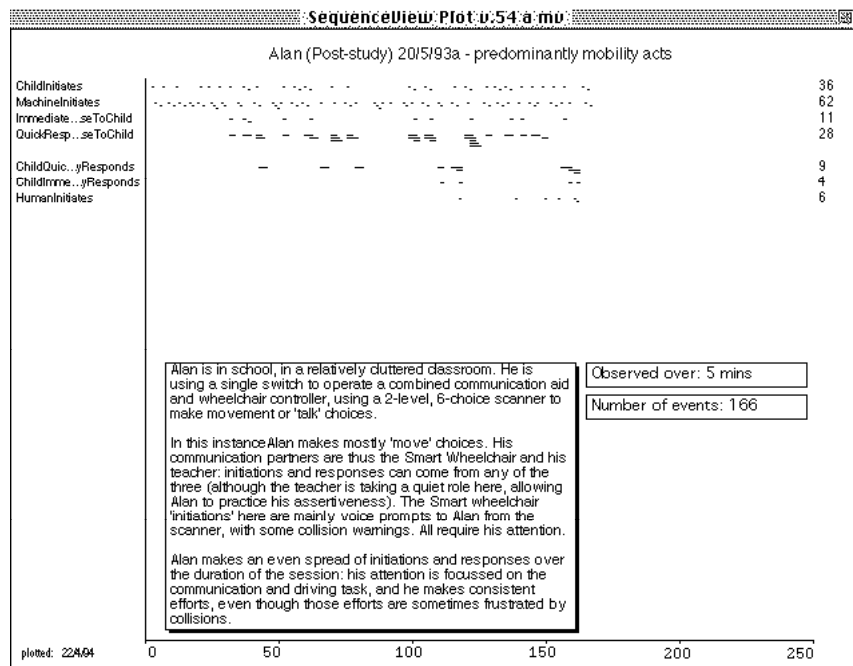 SequenceView Plot v.54 a mv
Alan (Post-study) 20/5/93a - predominantly mobility acts
ChildInitiates 36
MachineInitiates 62
Immediate...seToChild 11
QuickResp...seToChild 28
ChildQuic...yResponds 9
ChildImme...yResponds 4
HumanInitiates 6
Alan is in school, in a relatively cluttered classroom. He is
using a single switch to operate a combined communication aid
and wheelchair controller, using a 2-level, 6-choice scanner to
make movement or 'talk' choices.
In this instance Alan makes mostly 'move' choices. His
communication partners are thus the Smart Wheelchair and his
teacher: initiations and responses can come from any of the
three (although the teacher is taking a quiet role here, allowing
Alan to practice his assertiveness). The Smart wheelchair
'initiations' here are mainly voice prompts to Alan from the
scanner, with some collision warnings. All require his attention.
Alan makes an even spread of initiations and responses over
the duration of the session: his attention is focussed on the
communication and driving task, and he makes consistent
efforts, even though those efforts are sometimes frustrated by
collisions.
Observed over: 5 mins
Number of events: 166
plotted: 22/4/94
0 50 100 150 200 250